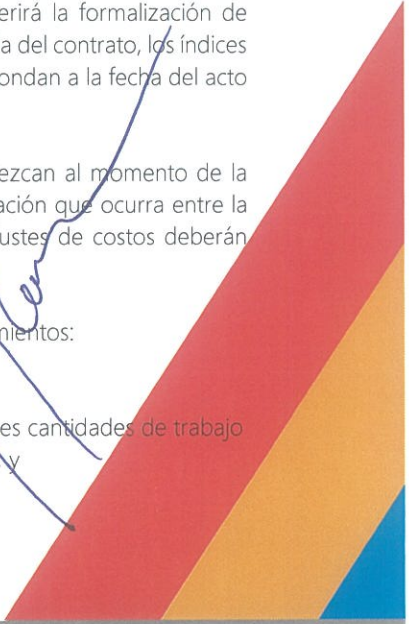 erirá la formalización de
a del contrato, los índices
ondan a la fecha del acto
ezcan al momento de la
ación que ocurra entre la
ustes de costos deberán
mientos:
es cantidades de trabajo
y